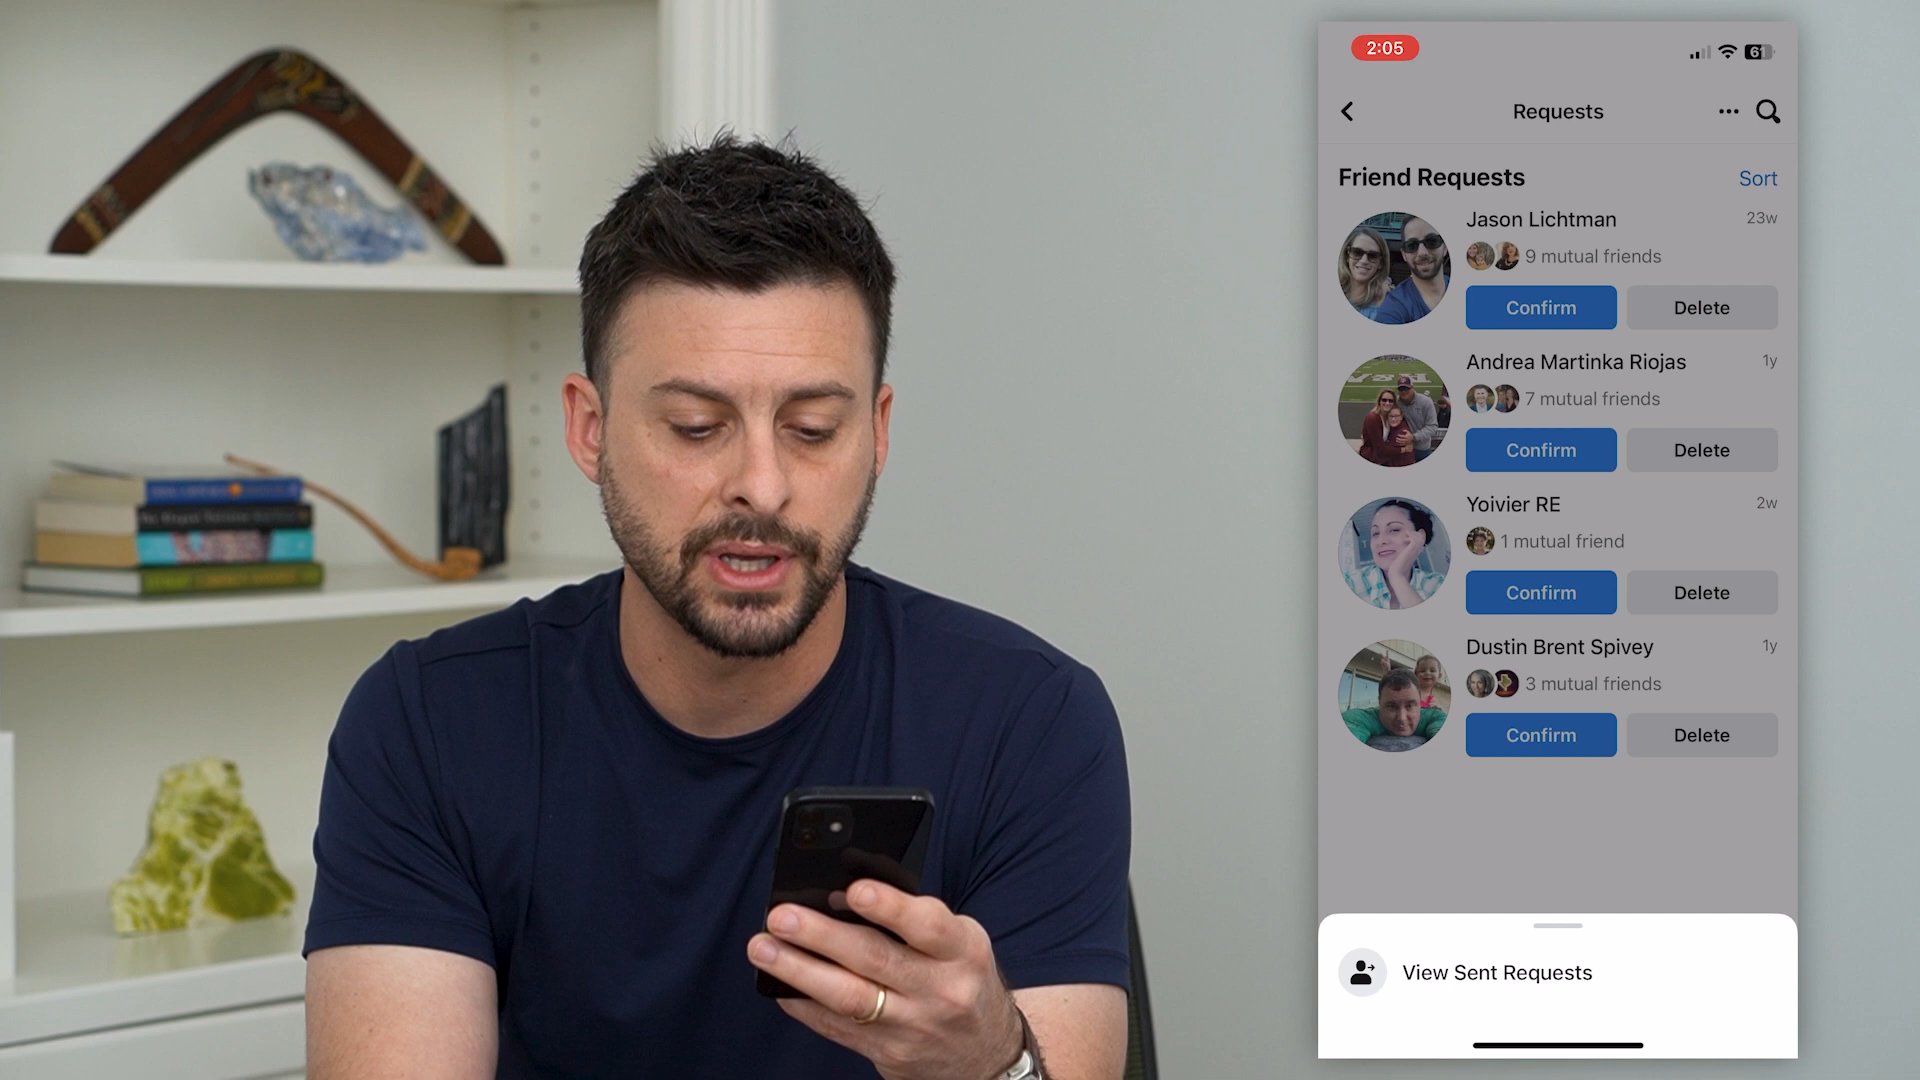 2:05
61
Requests
Friend Requests
Sort
Jason Lichtman
23w
9 mutual friends
Confirm
Delete
Andrea Martinka Riojas
1y
7 mutual friends
Confirm
Delete
Yoivier RE
2w
1 mutual friend
Confirm
Delete
Dustin Brent Spivey
1y
3 mutual friends
Confirm
Delete
View Sent Requests